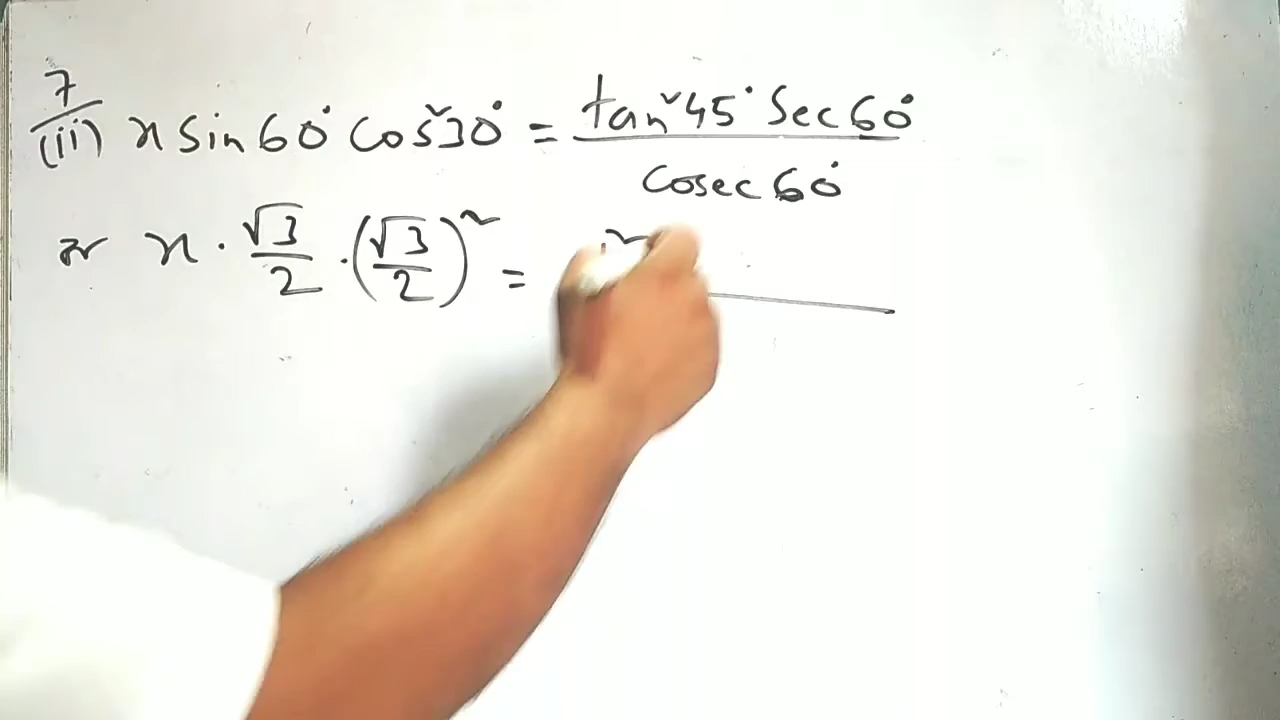 7/(ii) x sin 60° cos²30° = tan²45° sec 60° / cosec 60°
or x · √3/2 · (√3/2)² =